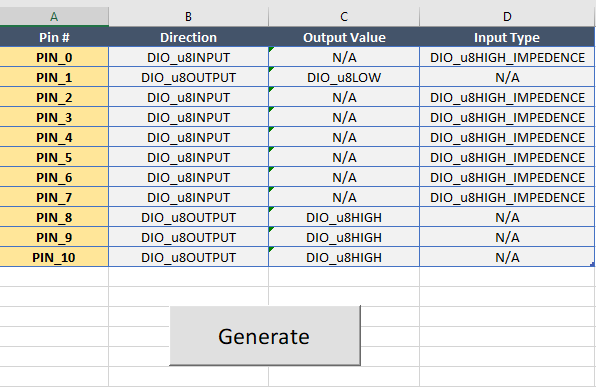 A B C D
Pin # Direction Output Value Input Type
PIN_0 DIO_u8INPUT N/A DIO_u8HIGH_IMPEDENCE
PIN_1 DIO_u8OUTPUT DIO_u8LOW N/A
PIN_2 DIO_u8INPUT N/A DIO_u8HIGH_IMPEDENCE
PIN_3 DIO_u8INPUT N/A DIO_u8HIGH_IMPEDENCE
PIN_4 DIO_u8INPUT N/A DIO_u8HIGH_IMPEDENCE
PIN_5 DIO_u8INPUT N/A DIO_u8HIGH_IMPEDENCE
PIN_6 DIO_u8INPUT N/A DIO_u8HIGH_IMPEDENCE
PIN_7 DIO_u8INPUT N/A DIO_u8HIGH_IMPEDENCE
PIN_8 DIO_u8OUTPUT DIO_u8HIGH N/A
PIN_9 DIO_u8OUTPUT DIO_u8HIGH N/A
PIN_10 DIO_u8OUTPUT DIO_u8HIGH N/A
Generate